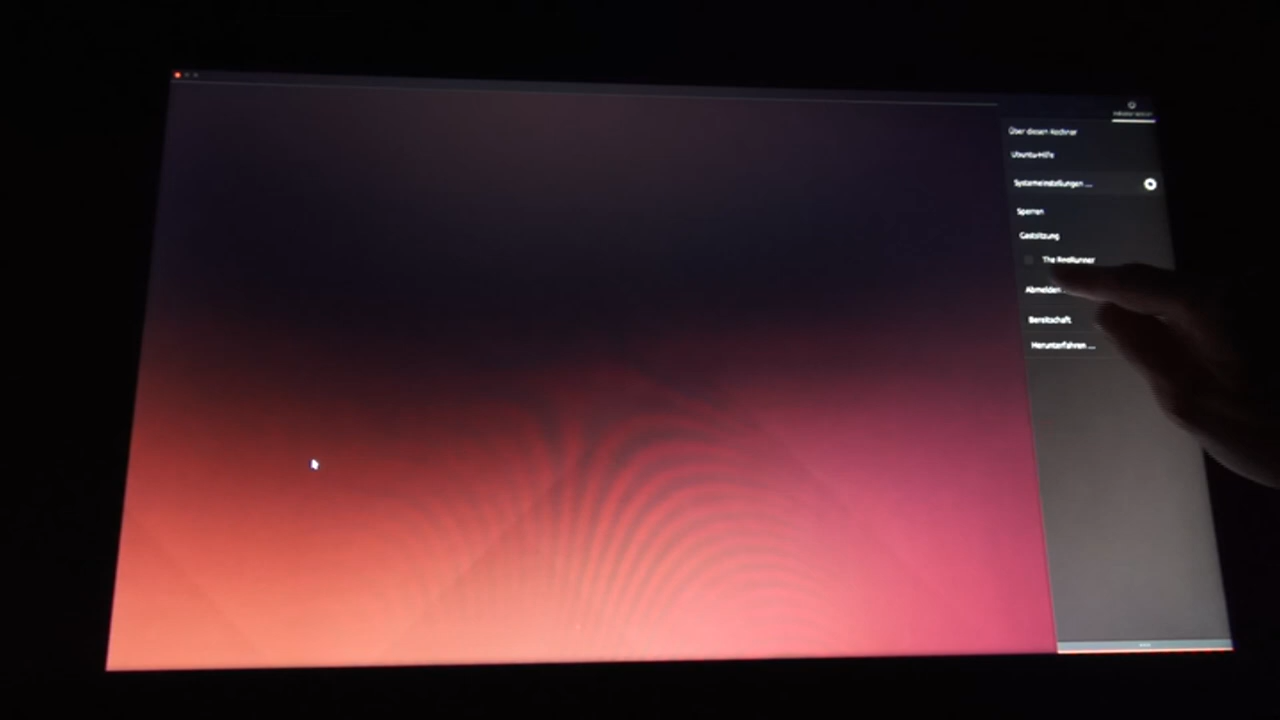 Über diesen Rechner
Ubuntu-Hilfe
Systemeinstellungen ...
Sperren
Gastsitzung
The RedRunner
Abmelden
Bereitschaft
Herunterfahren ...